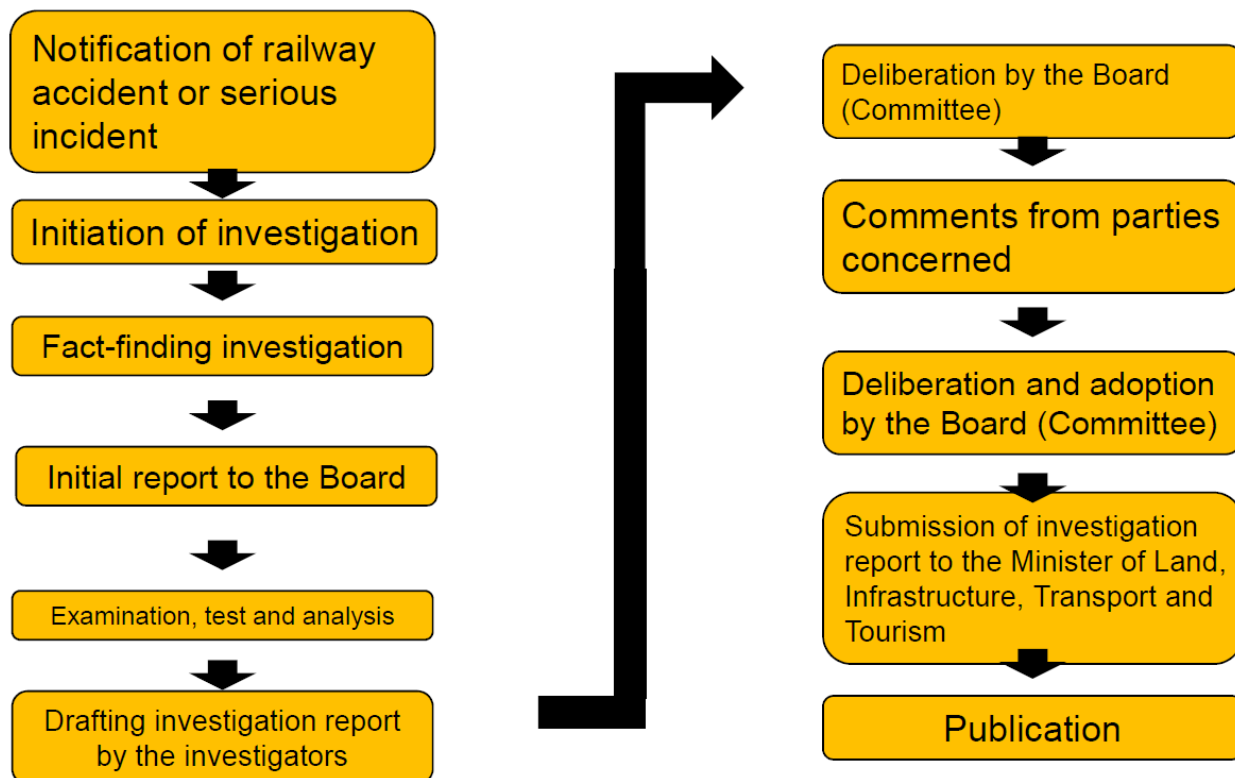 Notification of railway
accident or serious
incident
Initiation of investigation
Fact-finding investigation
Initial report to the Board
Examination, test and analysis
Drafting investigation report
by the investigators
Deliberation by the Board
(Committee)
Comments from parties
concerned
Deliberation and adoption
by the Board (Committee)
Submission of investigation
report to the Minister of Land,
Infrastructure, Transport and
Tourism
Publication